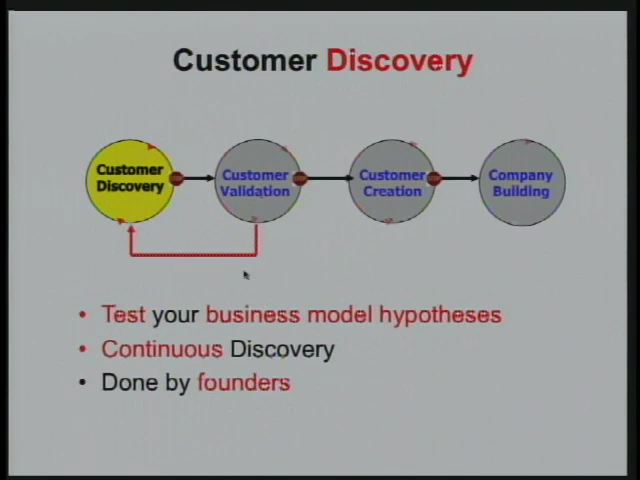 Customer Discovery
Customer
Discovery
Customer
Validation
Customer
Creation
Company
Building
• Test your business model hypotheses
• Continuous Discovery
• Done by founders